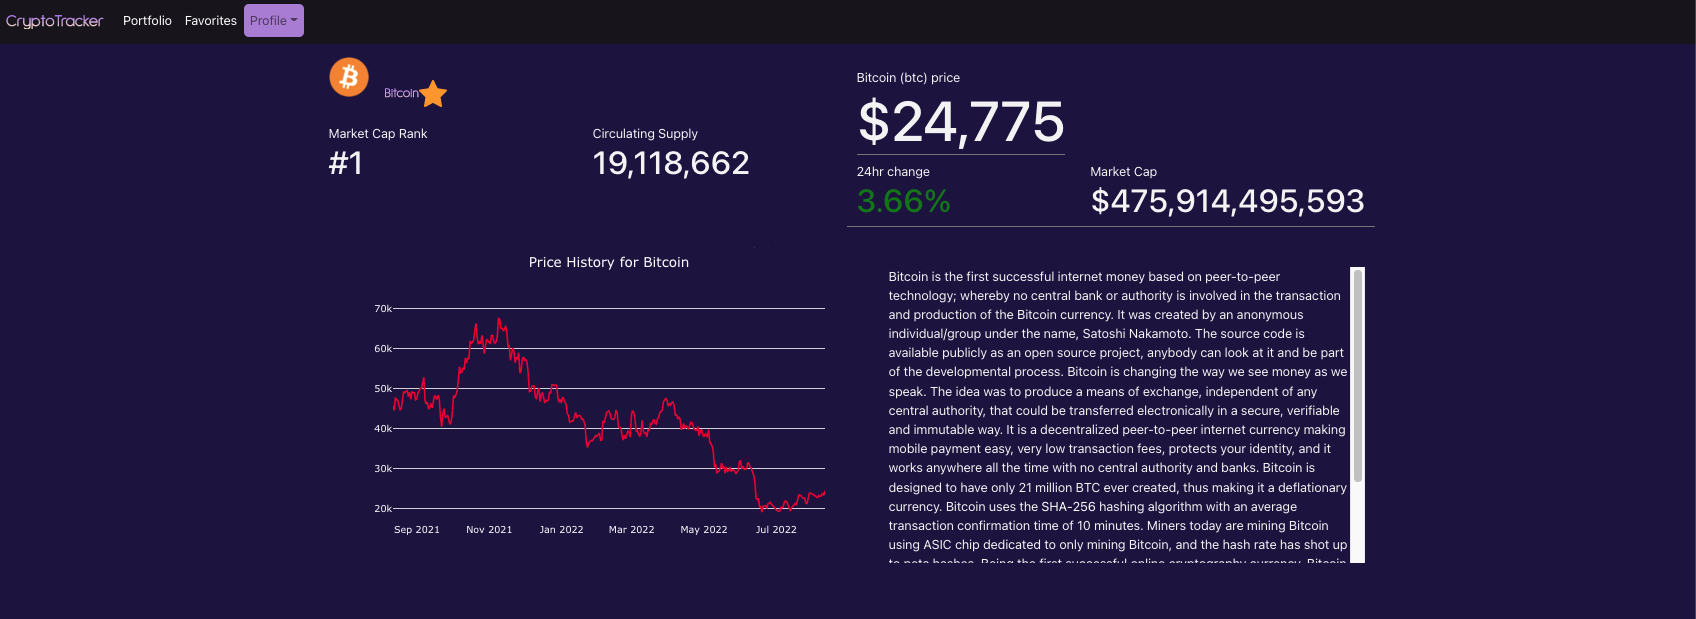 CryptoTracker
Portfolio
Favorites
Profile
Bitcoin
Market Cap Rank
#1
Circulating Supply
19,118,662
Bitcoin (btc) price
$24,775
24hr change
3.66%
Market Cap
$475,914,495,593
Price History for Bitcoin
70k
60k
50k
40k
30k
20k
Sep 2021
Nov 2021
Jan 2022
Mar 2022
May 2022
Jul 2022
Bitcoin is the first successful internet money based on peer-to-peer
technology; whereby no central bank or authority is involved in the transaction
and production of the Bitcoin currency. It was created by an anonymous
individual/group under the name, Satoshi Nakamoto. The source code is
available publicly as an open source project, anybody can look at it and be part
of the developmental process. Bitcoin is changing the way we see money as we
speak. The idea was to produce a means of exchange, independent of any
central authority, that could be transferred electronically in a secure, verifiable
and immutable way. It is a decentralized peer-to-peer internet currency making
mobile payment easy, very low transaction fees, protects your identity, and it
works anywhere all the time with no central authority and banks. Bitcoin is
designed to have only 21 million BTC ever created, thus making it a deflationary
currency. Bitcoin uses the SHA-256 hashing algorithm with an average
transaction confirmation time of 10 minutes. Miners today are mining Bitcoin
using ASIC chip dedicated to only mining Bitcoin, and the hash rate has shot up
to peta hashes. Being the first successful online cryptography currency, Bitcoin